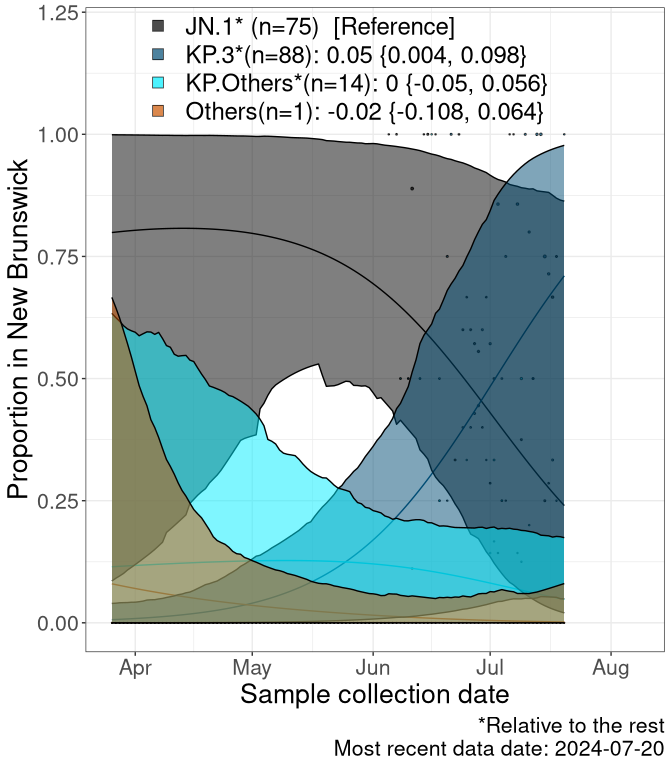 JN.1* (n=75)  [Reference]
KP.3*(n=88): 0.05 {0.004, 0.098}
KP.Others*(n=14): 0 {-0.05, 0.056}
Others(n=1): -0.02 {-0.108, 0.064}
1.25
1.00
0.75
0.50
0.25
0.00
Proportion in New Brunswick
Apr May Jun Jul Aug
Sample collection date
*Relative to the rest
Most recent data date: 2024-07-20